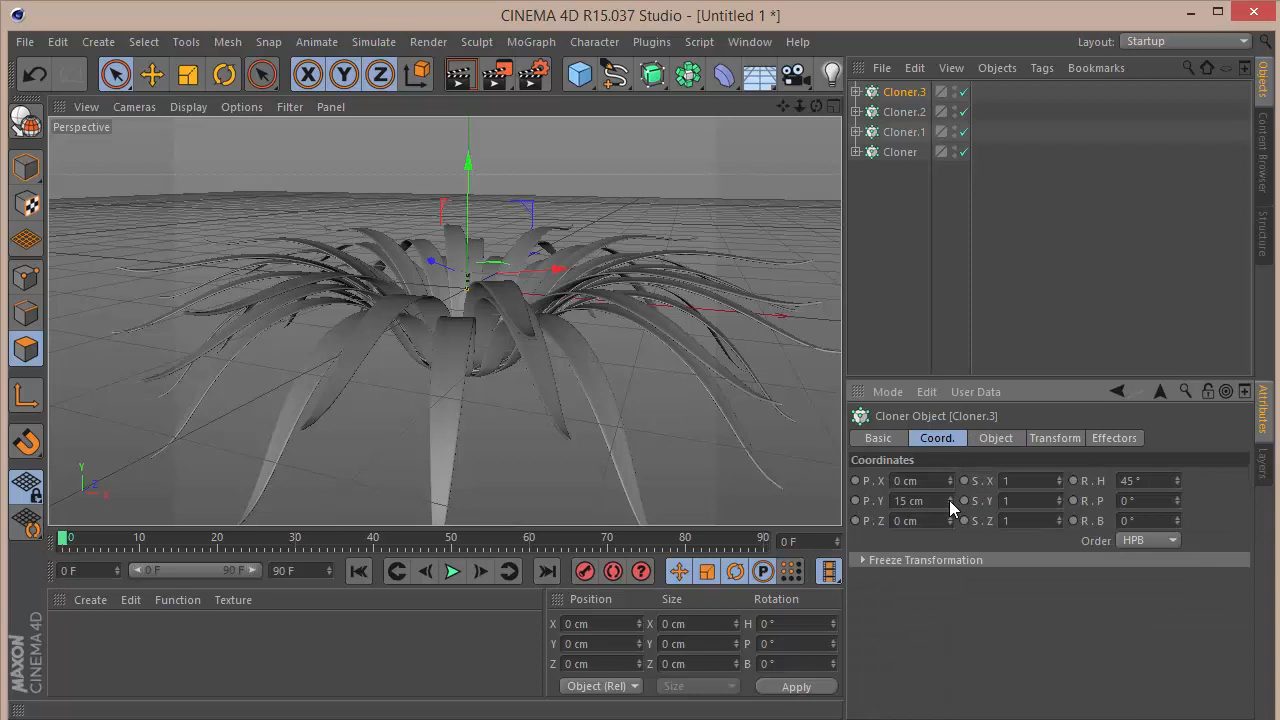 CINEMA 4D R15.037 Studio - [Untitled 1 *]
File Edit Create Select Tools Mesh Snap Animate Simulate Render Sculpt MoGraph Character Plugins Script Window Help Layout: Startup
X Y Z
File Edit View Objects Tags Bookmarks
View Cameras Display Options Filter Panel
Perspective
Cloner.3
Cloner.2
Cloner.1
Cloner
Objects
Content Browser
Structure
Mode Edit User Data
Attributes
Layers
Cloner Object [Cloner.3]
Basic Coord. Object Transform Effectors
Coordinates
P . X 0 cm S . X 1 R . H 45 °
P . Y 15 cm S . Y 1 R . P 0 °
P . Z 0 cm S . Z 1 R . B 0 °
Order HPB
Freeze Transformation
Y
Z
X
0 10 20 30 40 50 60 70 80 90 0 F
0 F 0 F 90 F 90 F
P
Create Edit Function Texture
Position Size Rotation
X 0 cm X 0 cm H 0 °
Y 0 cm Y 0 cm P 0 °
Z 0 cm Z 0 cm B 0 °
Object (Rel) Size Apply
MAXON
CINEMA 4D